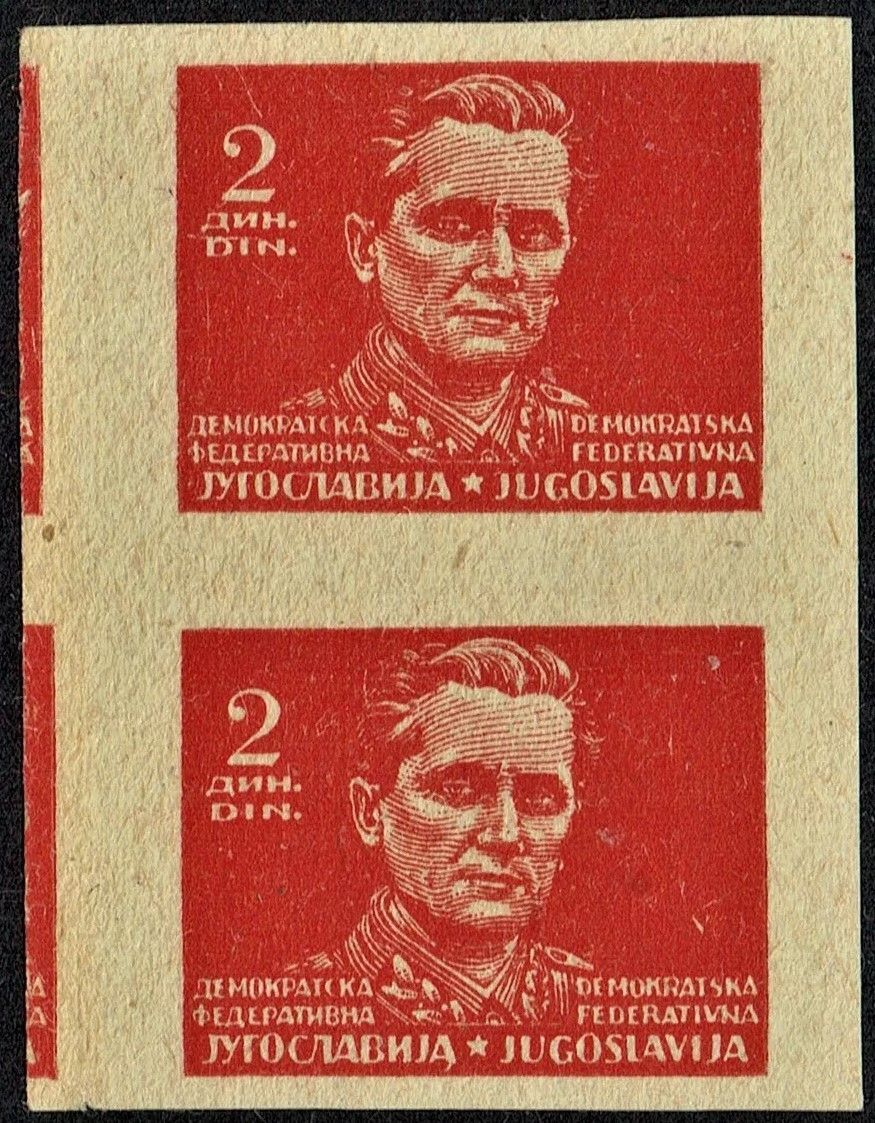 2
ДИН.
DIN.
ДЕМОКРАТСКА DEMOKRATSKA
ФЕДЕРАТИВНА FEDERATIVNA
ЈУГОСЛАВИЈА ★ JUGOSLAVIJA
2
ДИН.
DIN.
ДЕМОКРАТСКА DEMOKRATSKA
ФЕДЕРАТИВНА FEDERATIVNA
ЈУГОСЛАВИЈА ★ JUGOSLAVIJA